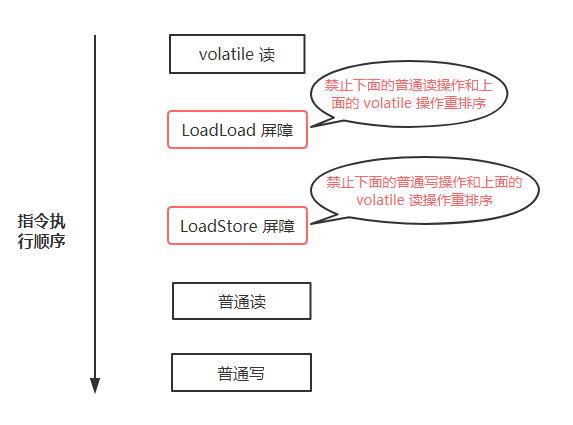 volatile 读
禁止下面的普通读操作和上
面的 volatile 操作重排序
LoadLoad 屏障
禁止下面的普通写操作和上面的
volatile 读操作重排序
LoadStore 屏障
指令执
行顺序
普通读
普通写